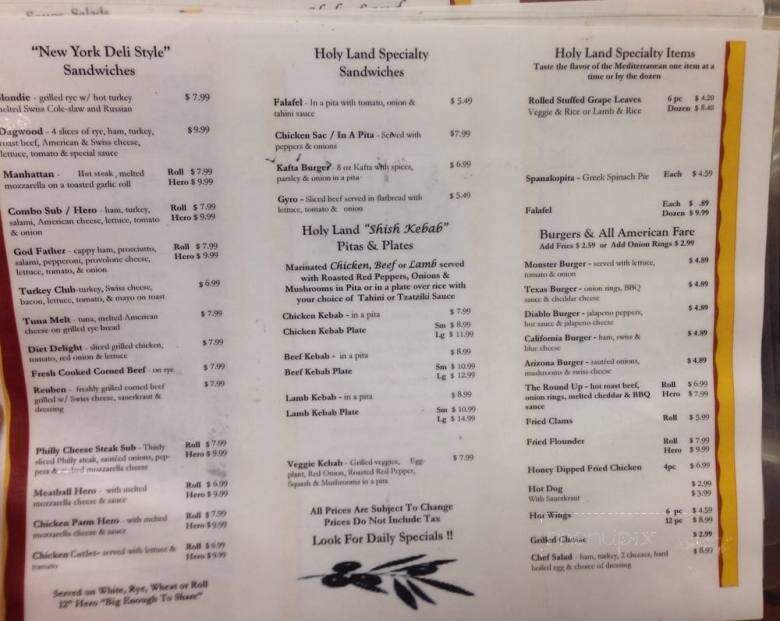 "New York Deli Style"
Sandwiches
londie - grilled rye w/ hot turkey $ 7.99
melted Swiss Cole-slaw and Russian
Dagwood - 4 slices of rye, ham, turkey, $9.99
roast beef, American & Swiss cheese,
lettuce, tomato & special sauce
Manhattan - Hot steak , melted Roll $ 7.99
mozzarella on a toasted garlic roll Hero $ 9.99
Combo Sub / Hero - ham, turkey, Roll $ 7.99
salami, American cheese, lettuce, tomato Hero $ 9.99
& onion
God Father - cappy ham, prosciutto, Roll $ 7.99
salami, pepperoni, provolone cheese, Hero $ 9.99
lettuce, tomato, & onion
Turkey Club-turkey, Swiss cheese, $6.99
bacon, lettuce, tomato, & mayo on toast
Tuna Melt - tuna, melted American $ 7.99
cheese on grilled rye bread
Diet Delight - sliced grilled chicken, $ 7.99
tomato, red onion & lettuce
Fresh Cooked Corned Beef - on rye $ 7.99
Reuben - freshly grilled corned beef $ 7.99
grilled w/ Swiss cheese, sauerkraut &
dressing
Philly Cheese Steak Sub - Thinly Roll $ 7.99
sliced Philly steak, sautéed onions, pep- Hero $ 9.99
pers & melted mozzarella cheese
Meatball Hero - with melted Roll $ 6.99
mozzarella cheese & sauce Hero $ 9.99
Chicken Parm Hero - with melted Roll $ 7.99
mozzarella cheese & sauce Hero $9.99
Chicken Cutlet- served with lettuce & Roll $ 6.99
tomato Hero $ 9.99
Served on White, Rye, Wheat or Roll
12" Hero "Big Enough To Share"
Holy Land Specialty
Sandwiches
Falafel - In a pita with tomato, onion & $ 5.49
tahini sauce
Chicken Sac / In A Pita - Served with $7.99
peppers & onions
Kafta Burger - 8 oz Kafta with spices, $ 6.99
parsley & onion in a pita
Gyro - Sliced beef served in flatbread with $ 5.49
lettuce, tomato & onion
Holy Land "Shish Kebab"
Pitas & Plates
Marinated Chicken, Beef or Lamb served
with Roasted Red Peppers, Onions &
Mushrooms in Pita or in a plate over rice with
your choice of Tahini or Tzatziki Sauce
Chicken Kebab - in a pita $ 7.99
Chicken Kebab Plate Sm $ 8.99
Lg $ 11.99
Beef Kebab - in a pita $ 8.99
Beef Kebab Plate Sm $ 10.99
Lg $ 12.99
Lamb Kebab - in a pita $ 8.99
Lamb Kebab Plate Sm $ 10.99
Lg $ 14.99
Veggie Kebab - Grilled veggies, Egg- $ 7.99
plant, Red Onion, Roasted Red Pepper,
Squash & Mushrooms in a pita
All Prices Are Subject To Change
Prices Do Not Include Tax
Look For Daily Specials !!
Holy Land Specialty Items
Taste the flavor of the Mediterranean one item at a
time or by the dozen
Rolled Stuffed Grape Leaves 6 pc $ 4.20
Veggie & Rice or Lamb & Rice Dozen $ 8.40
Spanakopita - Greek Spinach Pie Each $ 4.59
Falafel Each $ .89
Dozen $ 9.99
Burgers & All American Fare
Add Fries $ 2.59 or Add Onion Rings $ 2.99
Monster Burger - served with lettuce, $ 4.89
tomato & onion
Texas Burger - onion rings, BBQ $ 4.89
sauce & cheddar cheese
Diablo Burger - jalapeno peppers, $ 4.89
hot sauce & jalapeno cheese
California Burger - ham, swiss & $ 4.89
blue cheese
Arizona Burger - sautéed onions, $ 4.89
mushrooms & swiss cheese
The Round Up - hot roast beef, Roll $ 6.99
onion rings, melted cheddar & BBQ Hero $ 7.99
sauce
Fried Clams Roll $ 5.99
Fried Flounder Roll $ 7.99
Hero $ 9.99
Honey Dipped Fried Chicken 4pc $ 6.99
Hot Dog $ 2.99
With Sauerkraut $ 3.99
Hot Wings 6 pc $ 4.59
12 pc $ 8.99
Grilled Cheese $ 2.99
Chef Salad - ham, turkey, 2 cheeses, hard $ 8.99
boiled egg & choice of dressing